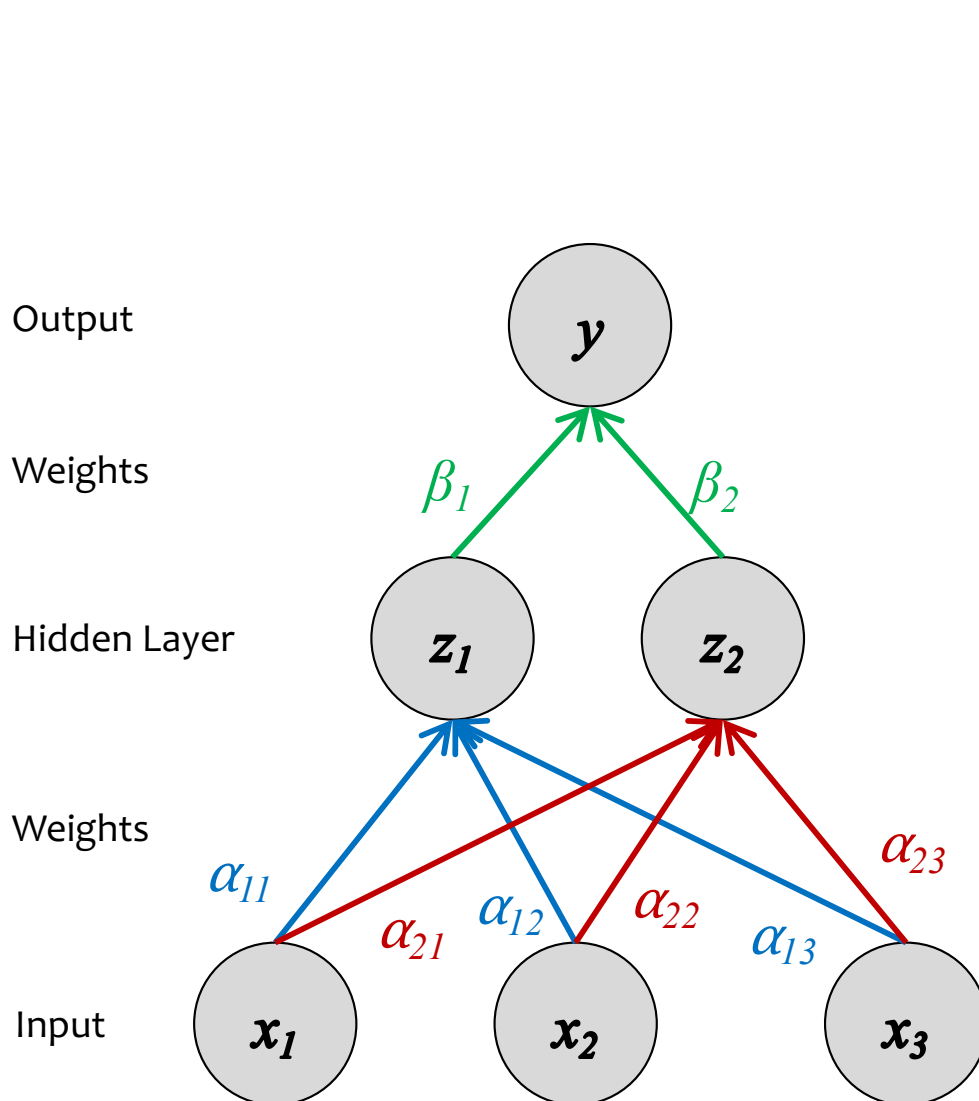 Output
y
Weights
β1 β2
Hidden Layer
z1 z2
Weights
α11 α21 α12 α22 α13 α23
Input
x1 x2 x3